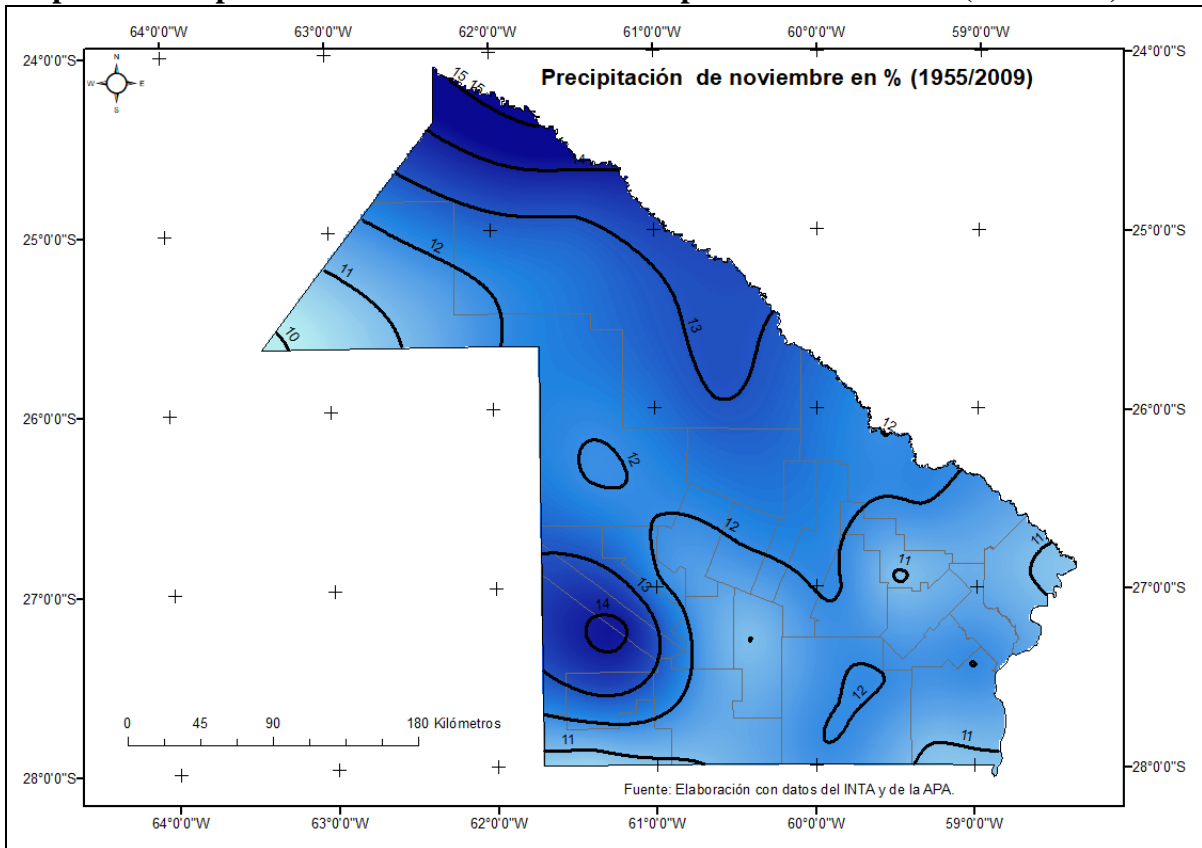 64°0'0"W 63°0'0"W 62°0'0"W 61°0'0"W 60°0'0"W 59°0'0"W
24°0'0"S 24°0'0"S
N
W E
S
Precipitación de noviembre en % (1955/2009)
15 15
25°0'0"S 25°0'0"S
12
11
13
10
26°0'0"S 26°0'0"S
12
12
12
11
11
27°0'0"S 27°0'0"S
13
14
12
0 45 90 180 Kilómetros
11
11
28°0'0"S 28°0'0"S
Fuente: Elaboración con datos del INTA y de la APA.
64°0'0"W 63°0'0"W 62°0'0"W 61°0'0"W 60°0'0"W 59°0'0"W